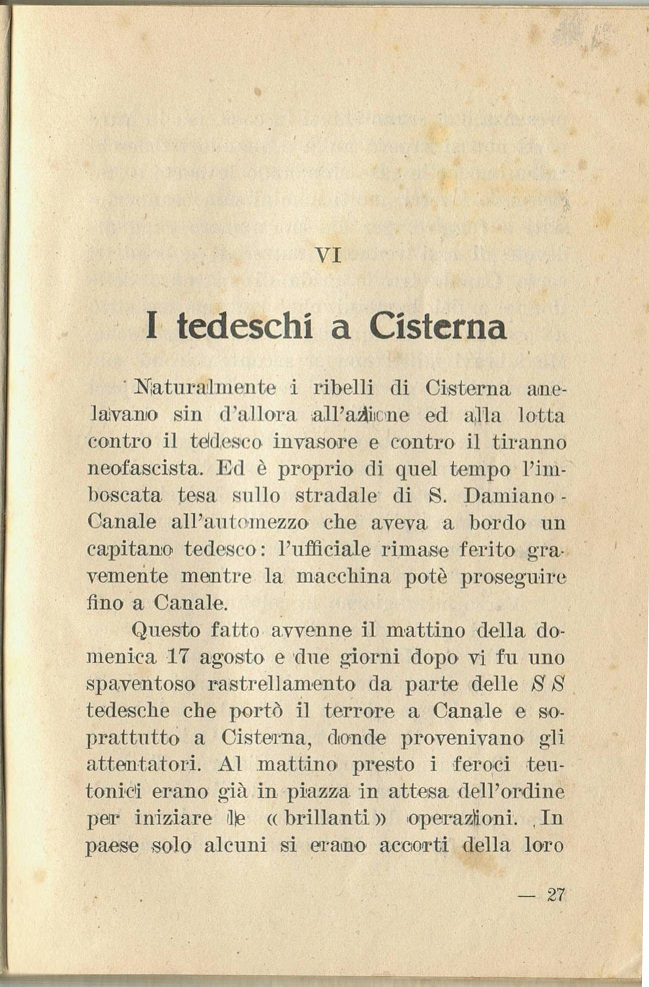 VI
I tedeschi a Cisterna
Naturalmente i ribelli di Cisterna ane-
lavano sin d'allora all'azione ed alla lotta
contro il tedesco invasore e contro il tiranno
neofascista. Ed è proprio di quel tempo l'im-
boscata tesa sullo stradale di S. Damiano -
Canale all'automezzo che aveva a bordo un
capitano tedesco: l'ufficiale rimase ferito gra-
vemente mentre la macchina potè proseguire
fino a Canale.
Questo fatto avvenne il mattino della do-
menica 17 agosto e due giorni dopo vi fu uno
spaventoso rastrellamento da parte delle SS
tedesche che portò il terrore a Canale e so-
prattutto a Cisterna, donde provenivano gli
attentatori. Al mattino presto i feroci teu-
tonici erano già in piazza in attesa dell'ordine
per iniziare le « brillanti » operazioni. In
paese solo alcuni si erano accorti della loro
— 27